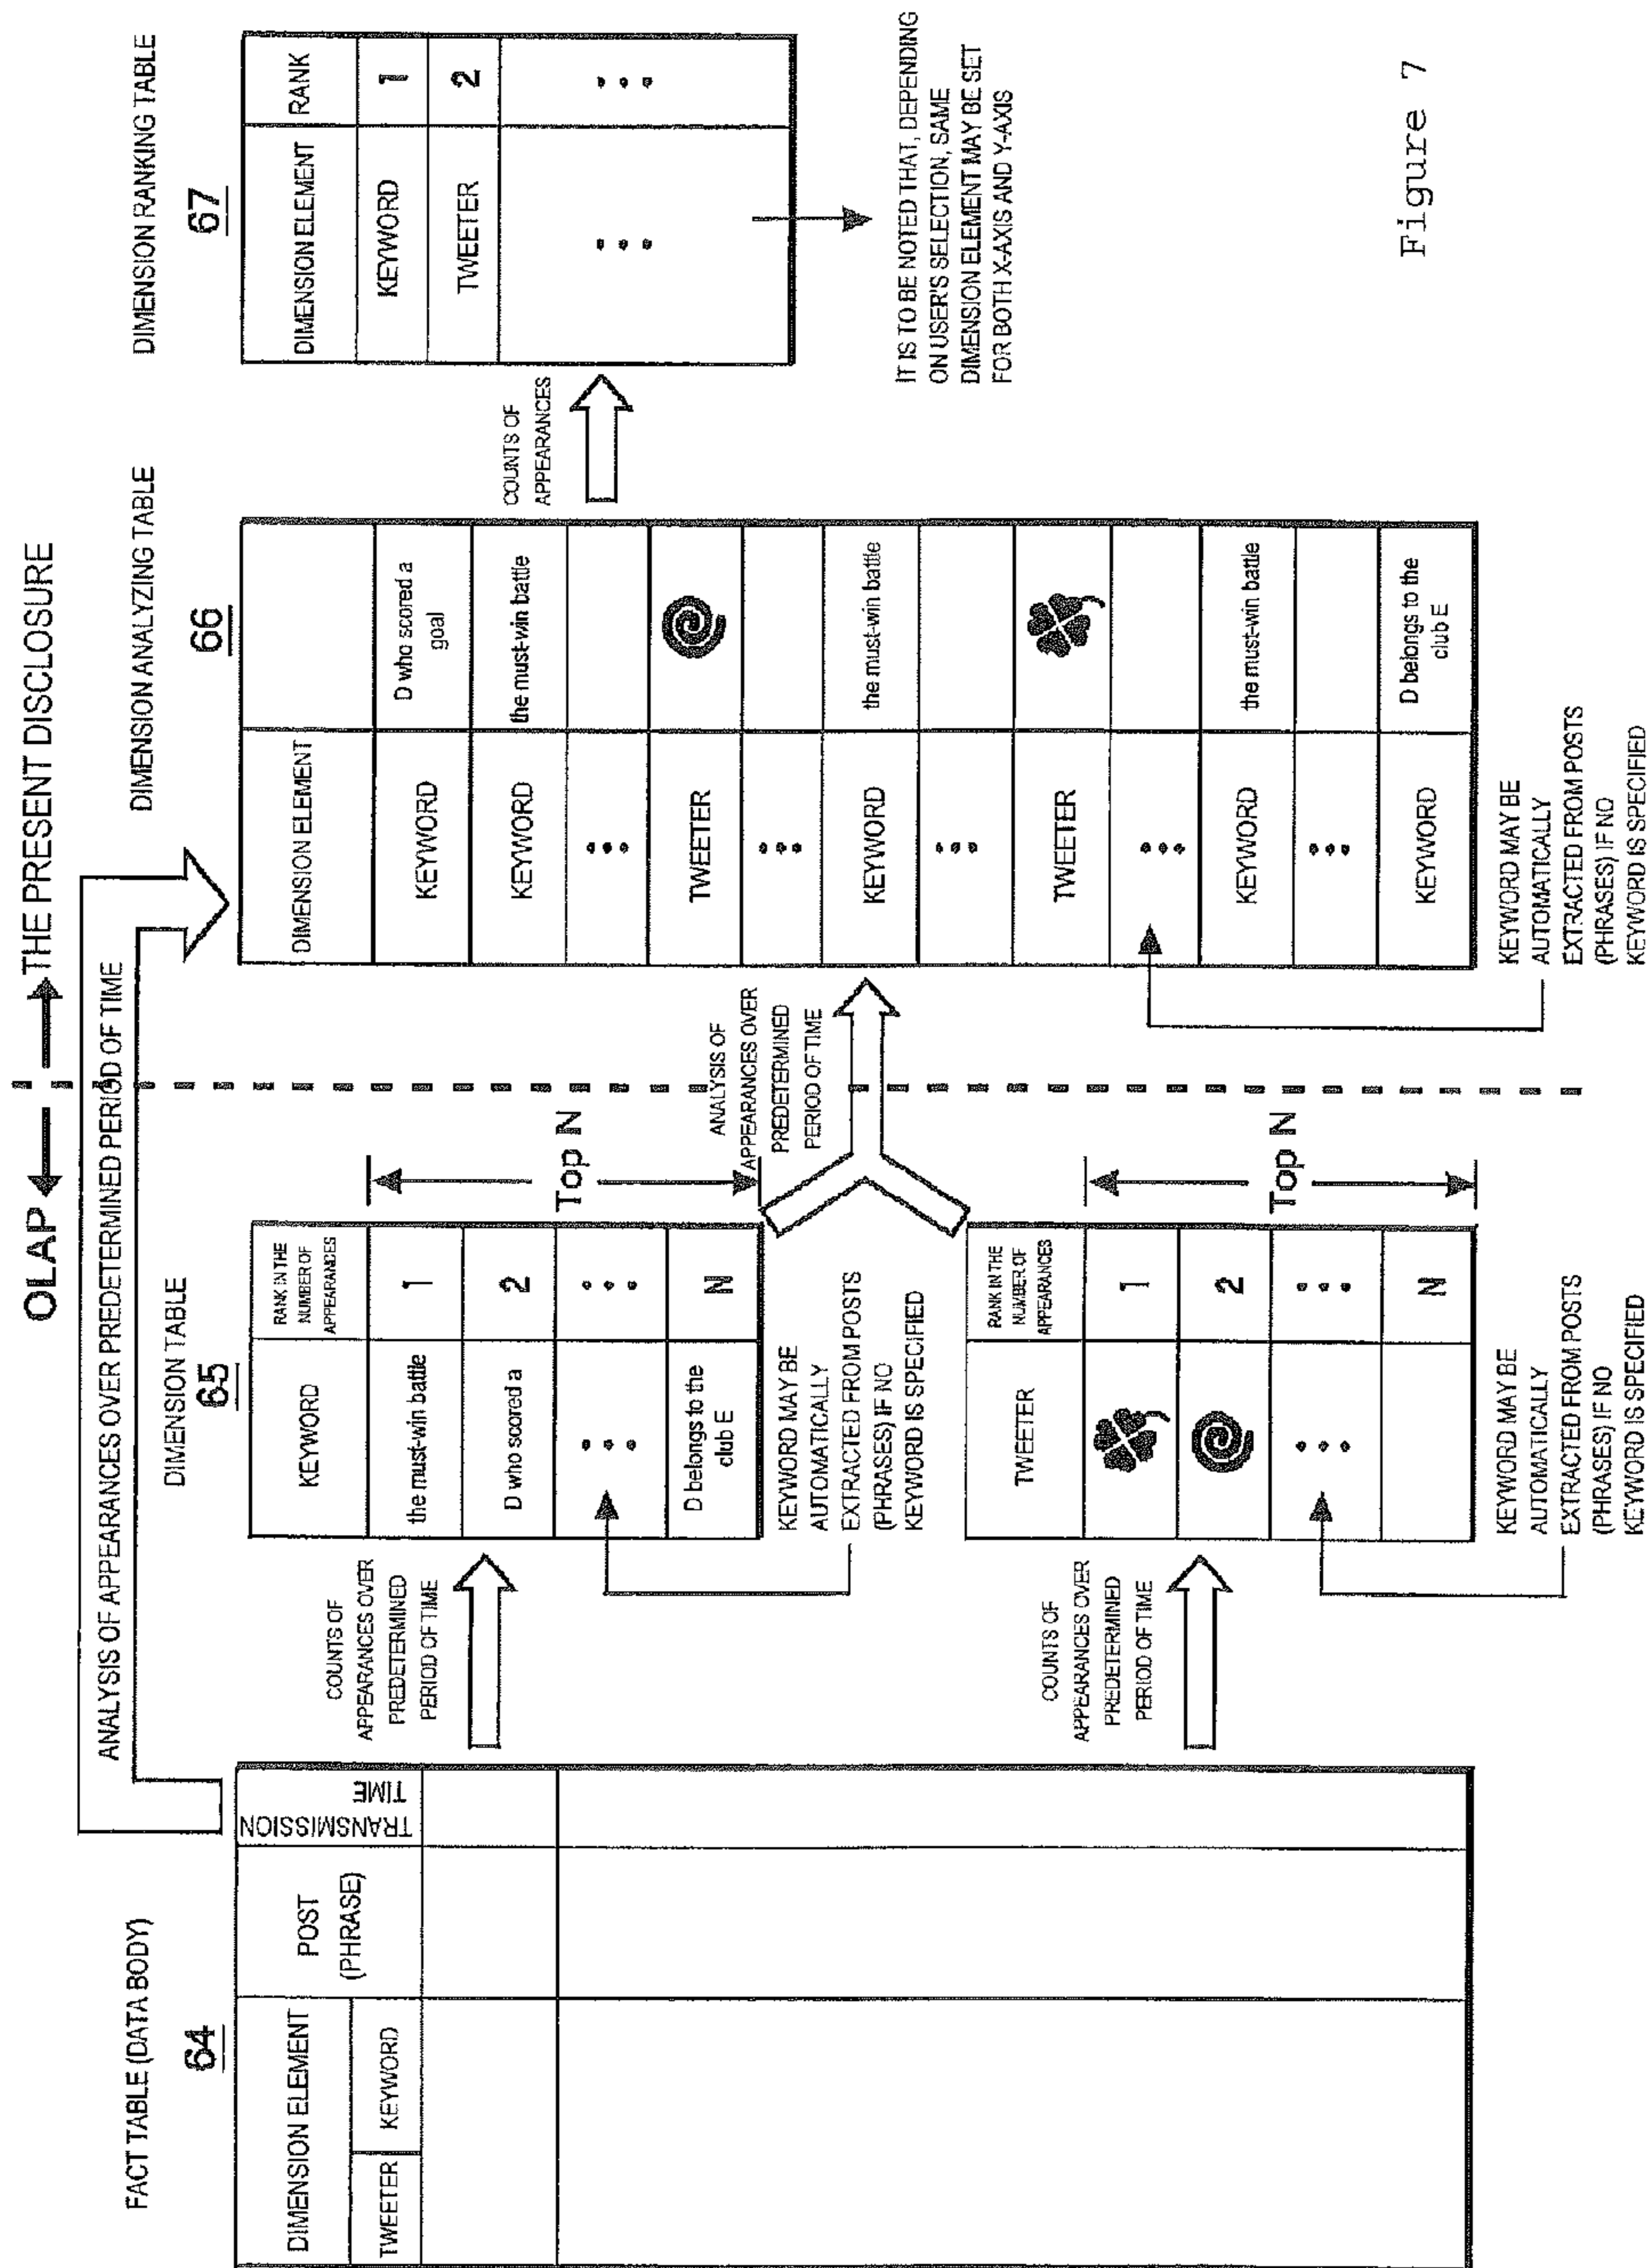 OLAP
THE PRESENT DISCLOSURE
ANALYSIS OF APPEARANCES OVER PREDETERMINED PERIOD OF TIME
FACT TABLE (DATA BODY)
64
DIMENSION ELEMENT
TWEETER
KEYWORD
POST
(PHRASE)
TRANSMISSION
TIME
COUNTS OF
APPEARANCES OVER
PREDETERMINED
PERIOD OF TIME
COUNTS OF
APPEARANCES OVER
PREDETERMINED
PERIOD OF TIME
DIMENSION TABLE
65
KEYWORD
RANK IN THE
NUMBER OF
APPEARANCES
the must-win battle
1
D who scored a
2
• • •
• • •
D belongs to the
club E
N
Top N
KEYWORD MAY BE
AUTOMATICALLY
EXTRACTED FROM POSTS
(PHRASES) IF NO
KEYWORD IS SPECIFIED
TWEETER
RANK IN THE
NUMBER OF
APPEARANCES
1
2
• • •
• • •
N
Top N
KEYWORD MAY BE
AUTOMATICALLY
EXTRACTED FROM POSTS
(PHRASES) IF NO
KEYWORD IS SPECIFIED
ANALYSIS OF
APPEARANCES OVER
PREDETERMINED
PERIOD OF TIME
DIMENSION ANALYZING TABLE
66
DIMENSION ELEMENT
KEYWORD
D who scored a
goal
KEYWORD
the must-win battle
• • •
TWEETER
• • •
KEYWORD
the must-win battle
• • •
TWEETER
• • •
KEYWORD
the must-win battle
• • •
KEYWORD
D belongs to the
club E
KEYWORD MAY BE
AUTOMATICALLY
EXTRACTED FROM POSTS
(PHRASES) IF NO
KEYWORD IS SPECIFIED
COUNTS OF
APPEARANCES
DIMENSION RANKING TABLE
67
DIMENSION ELEMENT
RANK
KEYWORD
1
TWEETER
2
• • •
• • •
IT IS TO BE NOTED THAT, DEPENDING
ON USER'S SELECTION, SAME
DIMENSION ELEMENT MAY BE SET
FOR BOTH X-AXIS AND Y-AXIS
Figure 7